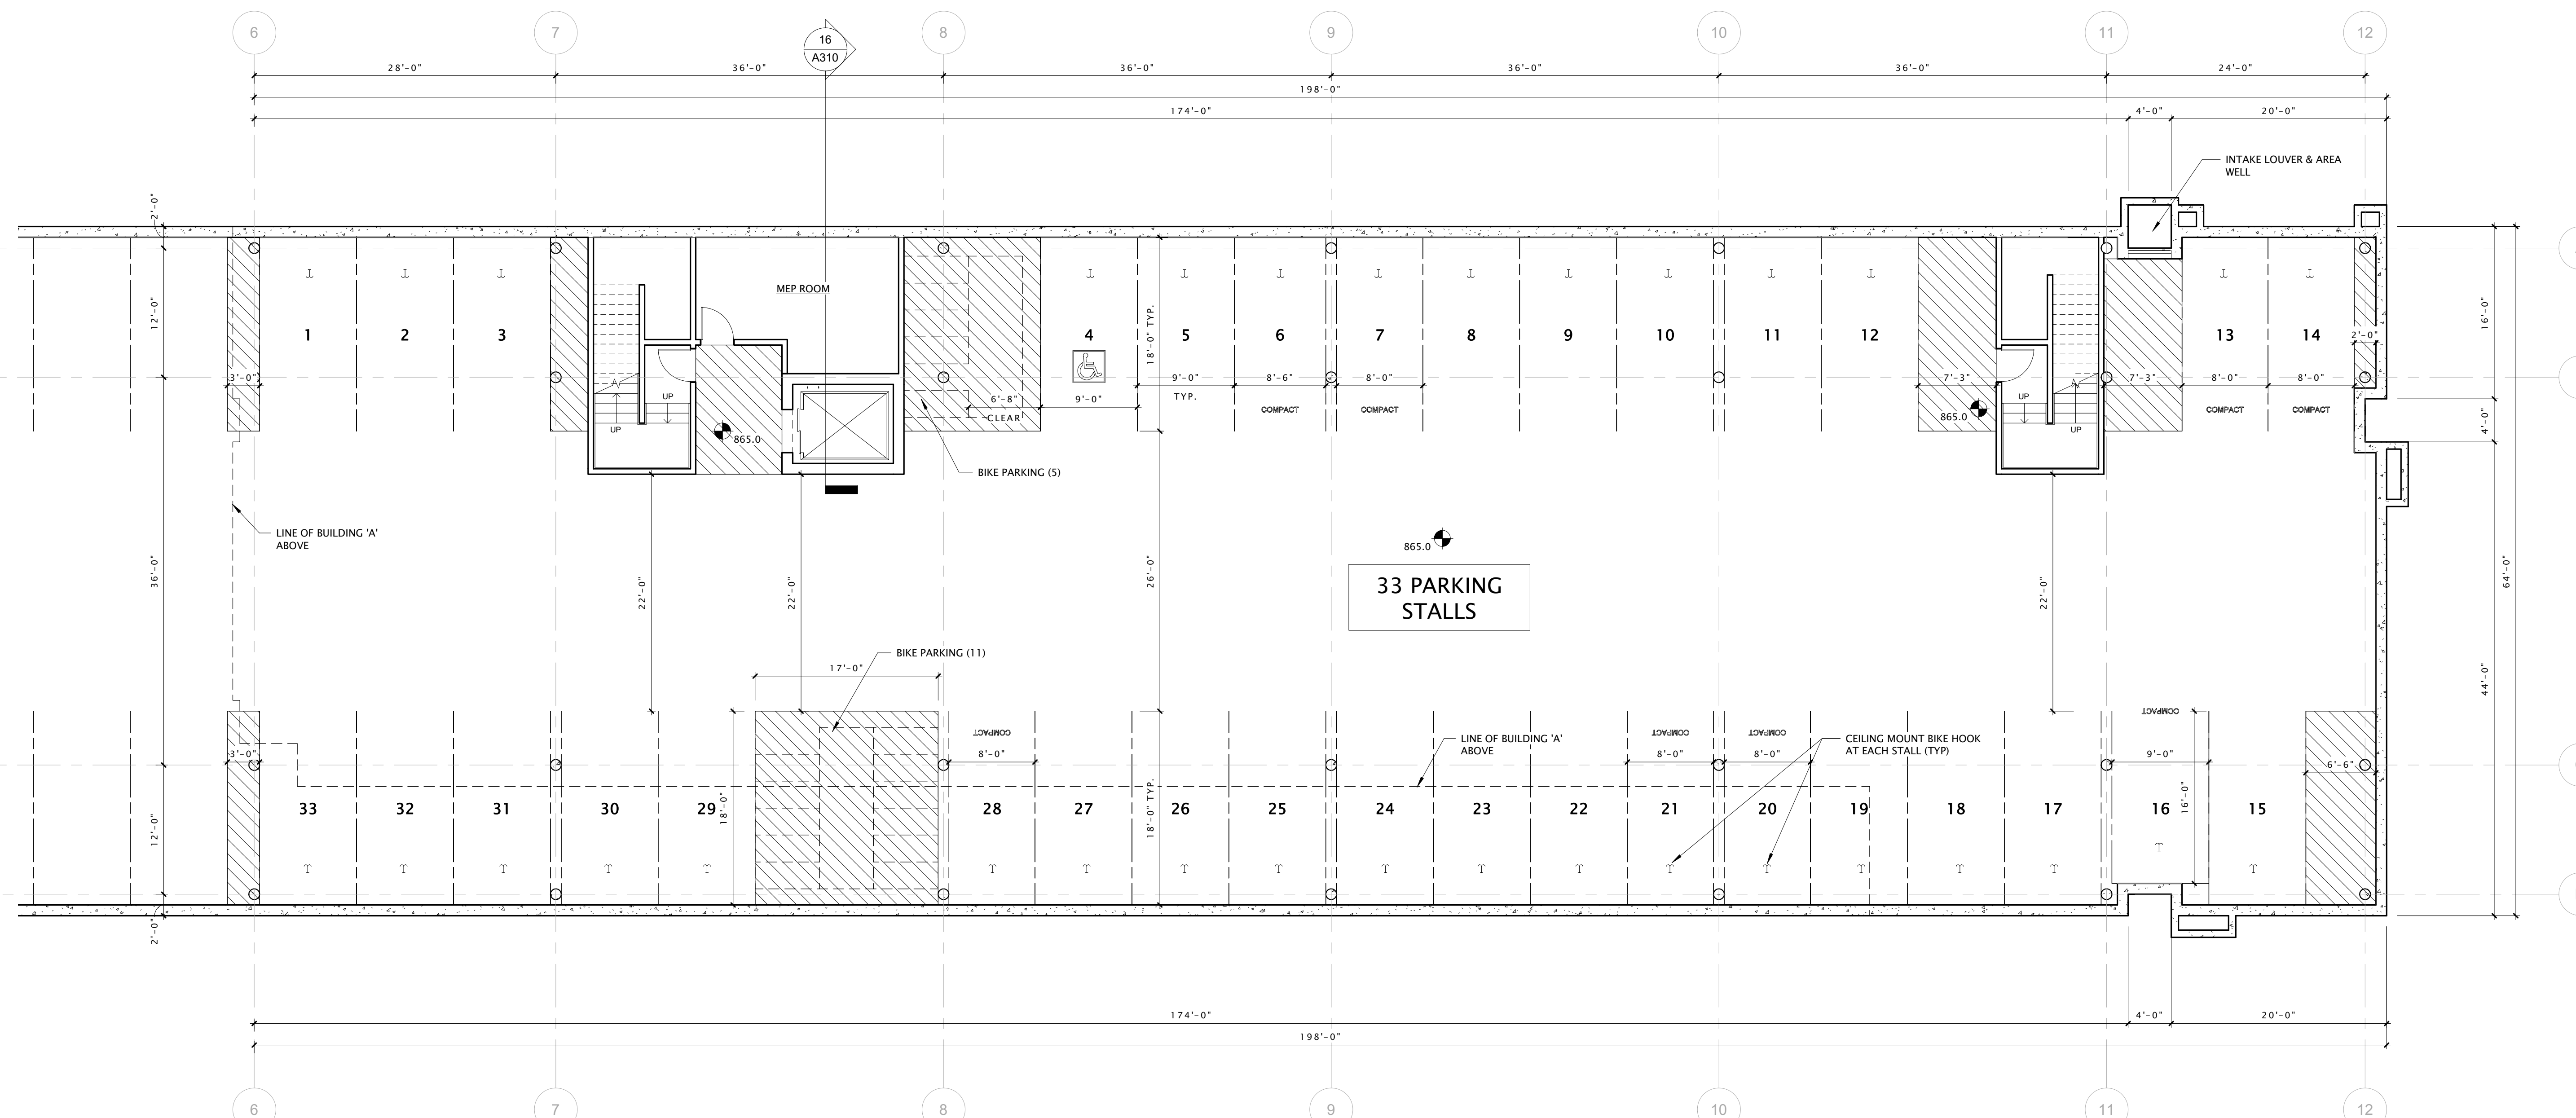 6 7 8 9 10 11 12
16
A310
28'-0" 36'-0" 36'-0" 36'-0" 36'-0" 24'-0"
198'-0"
174'-0" 4'-0" 20'-0"
INTAKE LOUVER & AREA
WELL
2'-0"
12'-0"
36'-0"
12'-0"
2'-0"
MEP ROOM
1 2 3 4 5 6 7 8 9 10 11 12 13 14
18'-0" TYP.
16'-0"
2'-0"
3'-0"
9'-0" 8'-6" 8'-0" 7'-3" 7'-3" 8'-0" 8'-0"
TYP.
6'-8" 9'-0"
CLEAR
COMPACT COMPACT COMPACT COMPACT
UP UP UP UP
865.0 865.0
4'-0"
BIKE PARKING (5)
LINE OF BUILDING 'A'
ABOVE
865.0
33 PARKING
STALLS
22'-0" 22'-0" 26'-0" 22'-0"
64'-0"
44'-0"
BIKE PARKING (11)
17'-0"
COMPACT COMPACT COMPACT COMPACT
LINE OF BUILDING 'A'
ABOVE
CEILING MOUNT BIKE HOOK
AT EACH STALL (TYP)
3'-0" 8'-0" 8'-0" 8'-0" 9'-0" 6'-6"
18'-0" 18'-0" TYP. 16'-0"
33 32 31 30 29 28 27 26 25 24 23 22 21 20 19 18 17 16 15
174'-0" 4'-0" 20'-0"
198'-0"
6 7 8 9 10 11 12